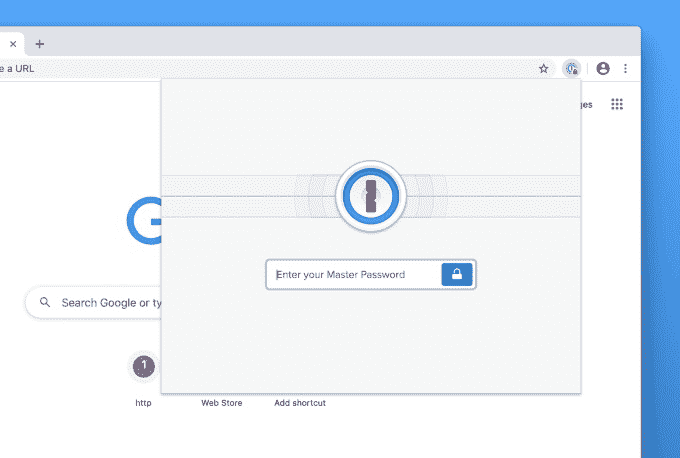 e a URL
ges
Enter your Master Password
Search Google or ty
1
http
Web Store
Add shortcut